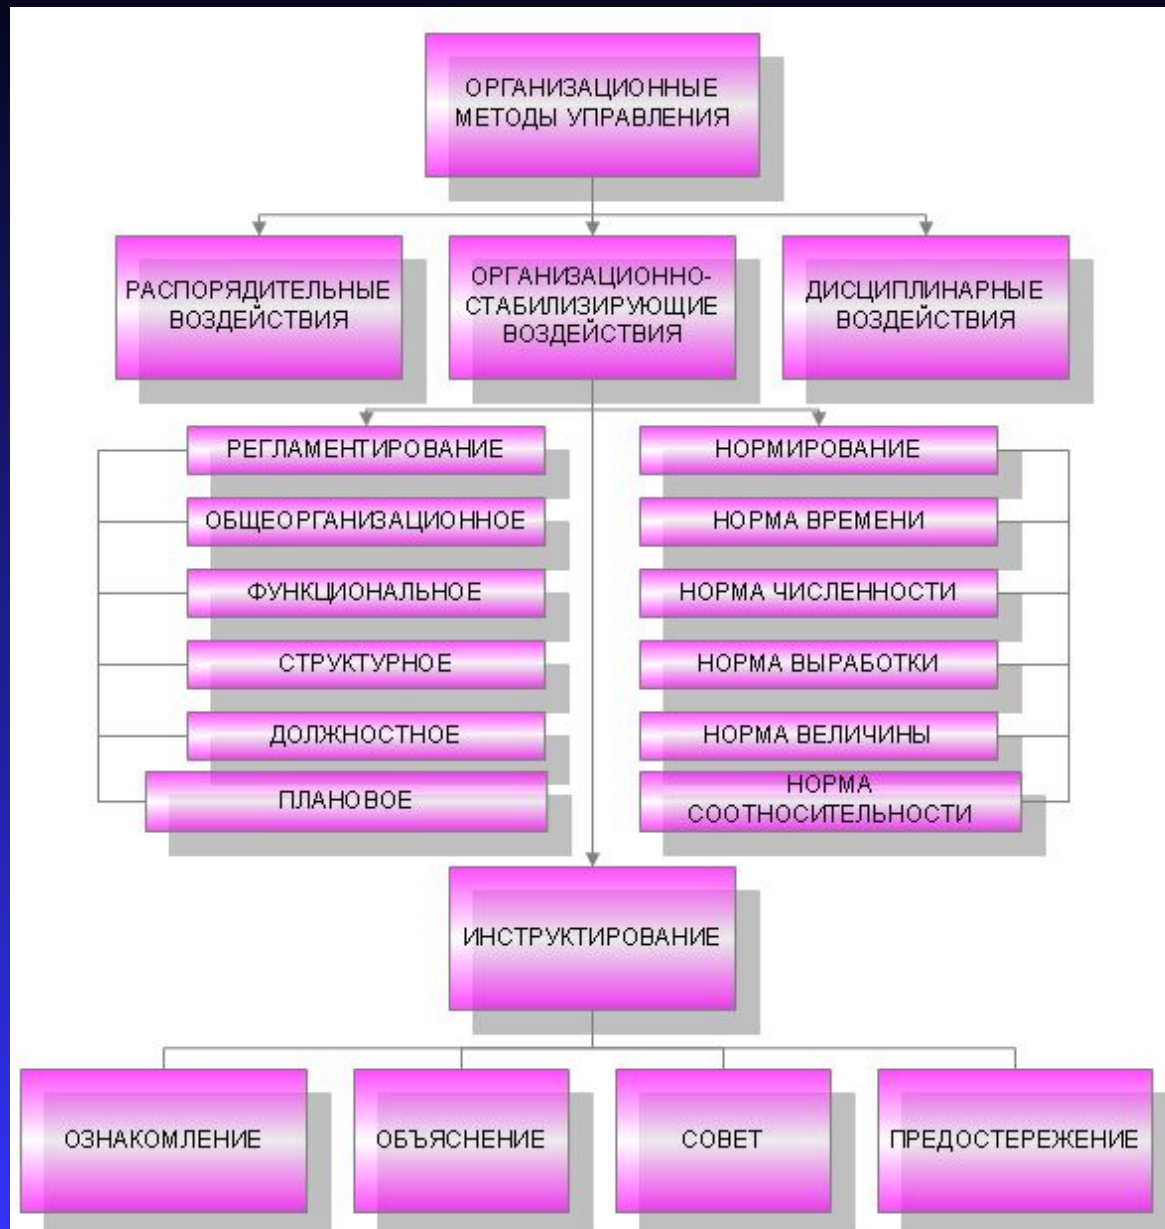 ОРГАНИЗАЦИОННЫЕ
МЕТОДЫ УПРАВЛЕНИЯ
РАСПОРЯДИТЕЛЬНЫЕ
ВОЗДЕЙСТВИЯ
ОРГАНИЗАЦИОННО-
СТАБИЛИЗИРУЮЩИЕ
ВОЗДЕЙСТВИЯ
ДИСЦИПЛИНАРНЫЕ
ВОЗДЕЙСТВИЯ
РЕГЛАМЕНТИРОВАНИЕ
ОБЩЕОРГАНИЗАЦИОННОЕ
ФУНКЦИОНАЛЬНОЕ
СТРУКТУРНОЕ
ДОЛЖНОСТНОЕ
ПЛАНОВОЕ
НОРМИРОВАНИЕ
НОРМА ВРЕМЕНИ
НОРМА ЧИСЛЕННОСТИ
НОРМА ВЫРАБОТКИ
НОРМА ВЕЛИЧИНЫ
НОРМА
СООТНОСИТЕЛЬНОСТИ
ИНСТРУКТИРОВАНИЕ
ОЗНАКОМЛЕНИЕ
ОБЪЯСНЕНИЕ
СОВЕТ
ПРЕДОСТЕРЕЖЕНИЕ